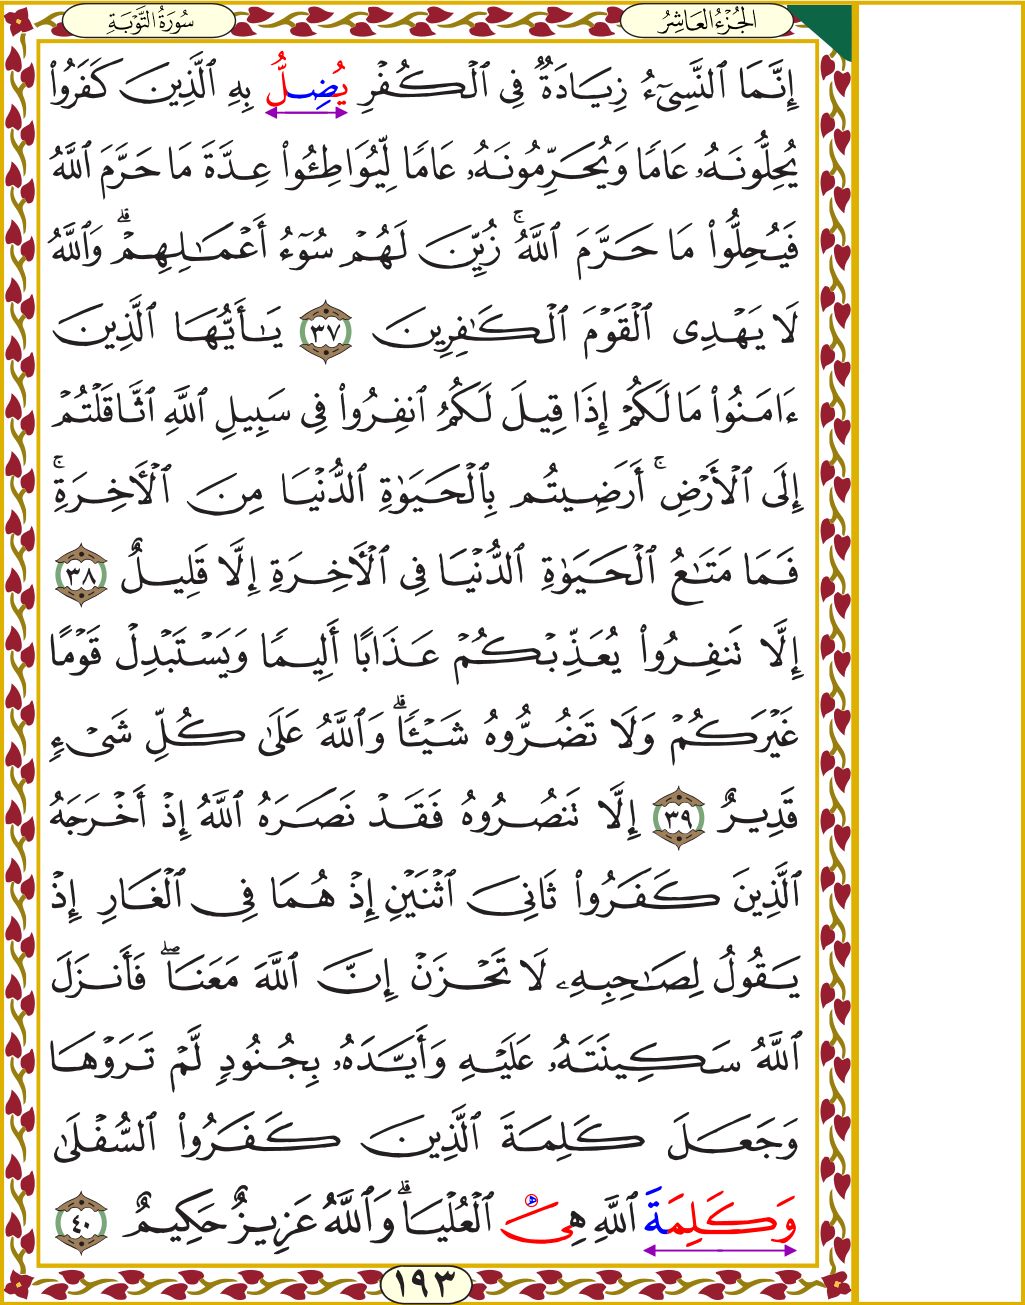 سُورَةُ التَّوْبَةِ
الجُزْءُ العَاشِرُ
إِنَّمَا ٱلنَّسِىٓءُ زِيَادَةٌ فِى ٱلْكُفْرِ يُضِلُّ بِهِ ٱلَّذِينَ كَفَرُوا۟
يُحِلُّونَهُۥ عَامًا وَيُحَرِّمُونَهُۥ عَامًا لِّيُوَاطِـُٔوا۟ عِدَّةَ مَا حَرَّمَ ٱللَّهُ
فَيُحِلُّوا۟ مَا حَرَّمَ ٱللَّهُ ۚ زُيِّنَ لَهُمْ سُوٓءُ أَعْمَـٰلِهِمْ ۗ وَٱللَّهُ
لَا يَهْدِى ٱلْقَوْمَ ٱلْكَـٰفِرِينَ ٣٧ يَـٰٓأَيُّهَا ٱلَّذِينَ
ءَامَنُوا۟ مَا لَكُمْ إِذَا قِيلَ لَكُمُ ٱنفِرُوا۟ فِى سَبِيلِ ٱللَّهِ ٱثَّاقَلْتُمْ
إِلَى ٱلْأَرْضِ ۚ أَرَضِيتُم بِٱلْحَيَوٰةِ ٱلدُّنْيَا مِنَ ٱلْأَخِرَةِ ۚ
فَمَا مَتَـٰعُ ٱلْحَيَوٰةِ ٱلدُّنْيَا فِى ٱلْأَخِرَةِ إِلَّا قَلِيلٌ ٣٨
إِلَّا تَنفِرُوا۟ يُعَذِّبْكُمْ عَذَابًا أَلِيمًا وَيَسْتَبْدِلْ قَوْمًا
غَيْرَكُمْ وَلَا تَضُرُّوهُ شَيْـًٔا ۗ وَٱللَّهُ عَلَىٰ كُلِّ شَىْءٍ
قَدِيرٌ ٣٩ إِلَّا تَنصُرُوهُ فَقَدْ نَصَرَهُ ٱللَّهُ إِذْ أَخْرَجَهُ
ٱلَّذِينَ كَفَرُوا۟ ثَانِىَ ٱثْنَيْنِ إِذْ هُمَا فِى ٱلْغَارِ إِذْ
يَقُولُ لِصَـٰحِبِهِۦ لَا تَحْزَنْ إِنَّ ٱللَّهَ مَعَنَا ۖ فَأَنزَلَ
ٱللَّهُ سَكِينَتَهُۥ عَلَيْهِ وَأَيَّدَهُۥ بِجُنُودٍ لَّمْ تَرَوْهَا
وَجَعَلَ كَلِمَةَ ٱلَّذِينَ كَفَرُوا۟ ٱلسُّفْلَىٰ
وَكَلِمَةَ ٱللَّهِ هِىَ ٱلْعُلْيَا ۗ وَٱللَّهُ عَزِيزٌ حَكِيمٌ ٤٠
١٩٣